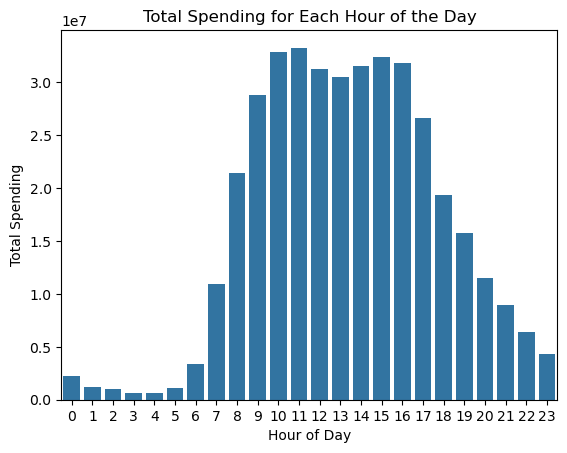 Total Spending for Each Hour of the Day
1e7
3.0
2.5
2.0
1.5
1.0
0.5
0.0
Total Spending
0 1 2 3 4 5 6 7 8 9 10 11 12 13 14 15 16 17 18 19 20 21 22 23
Hour of Day